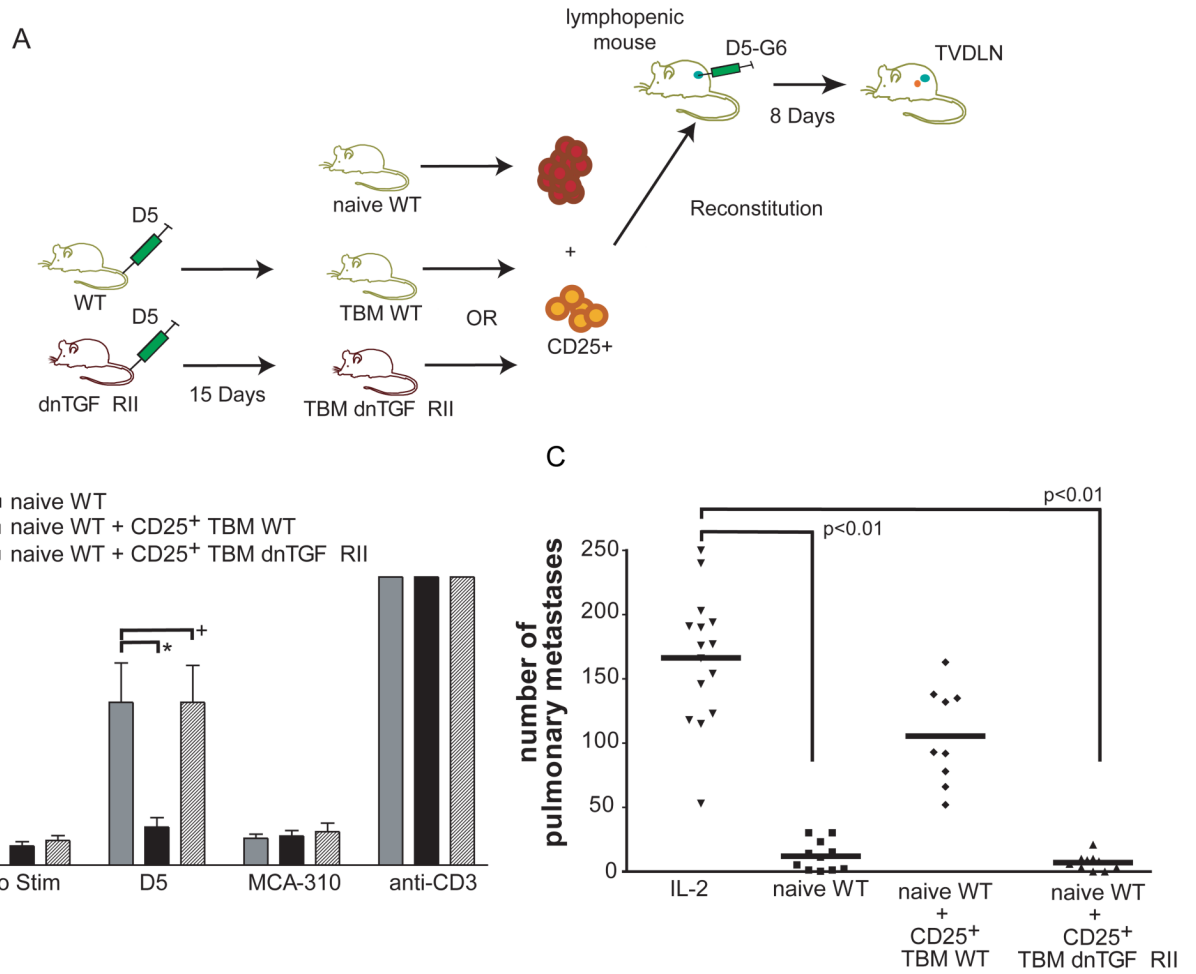 A
lymphopenic
mouse
D5-G6
TVDLN
8 Days
naive WT
Reconstitution
D5
WT
+
TBM WT
OR
CD25+
D5
dnTGF RII
15 Days
TBM dnTGF RII
naive WT
naive WT + CD25+ TBM WT
naive WT + CD25+ TBM dnTGF RII
+
*
o Stim
D5
MCA-310
anti-CD3
C
p<0.01
p<0.01
number of
pulmonary metastases
250
200
150
100
50
0
IL-2
naive WT
naive WT
+
CD25+
TBM WT
naive WT
+
CD25+
TBM dnTGF RII